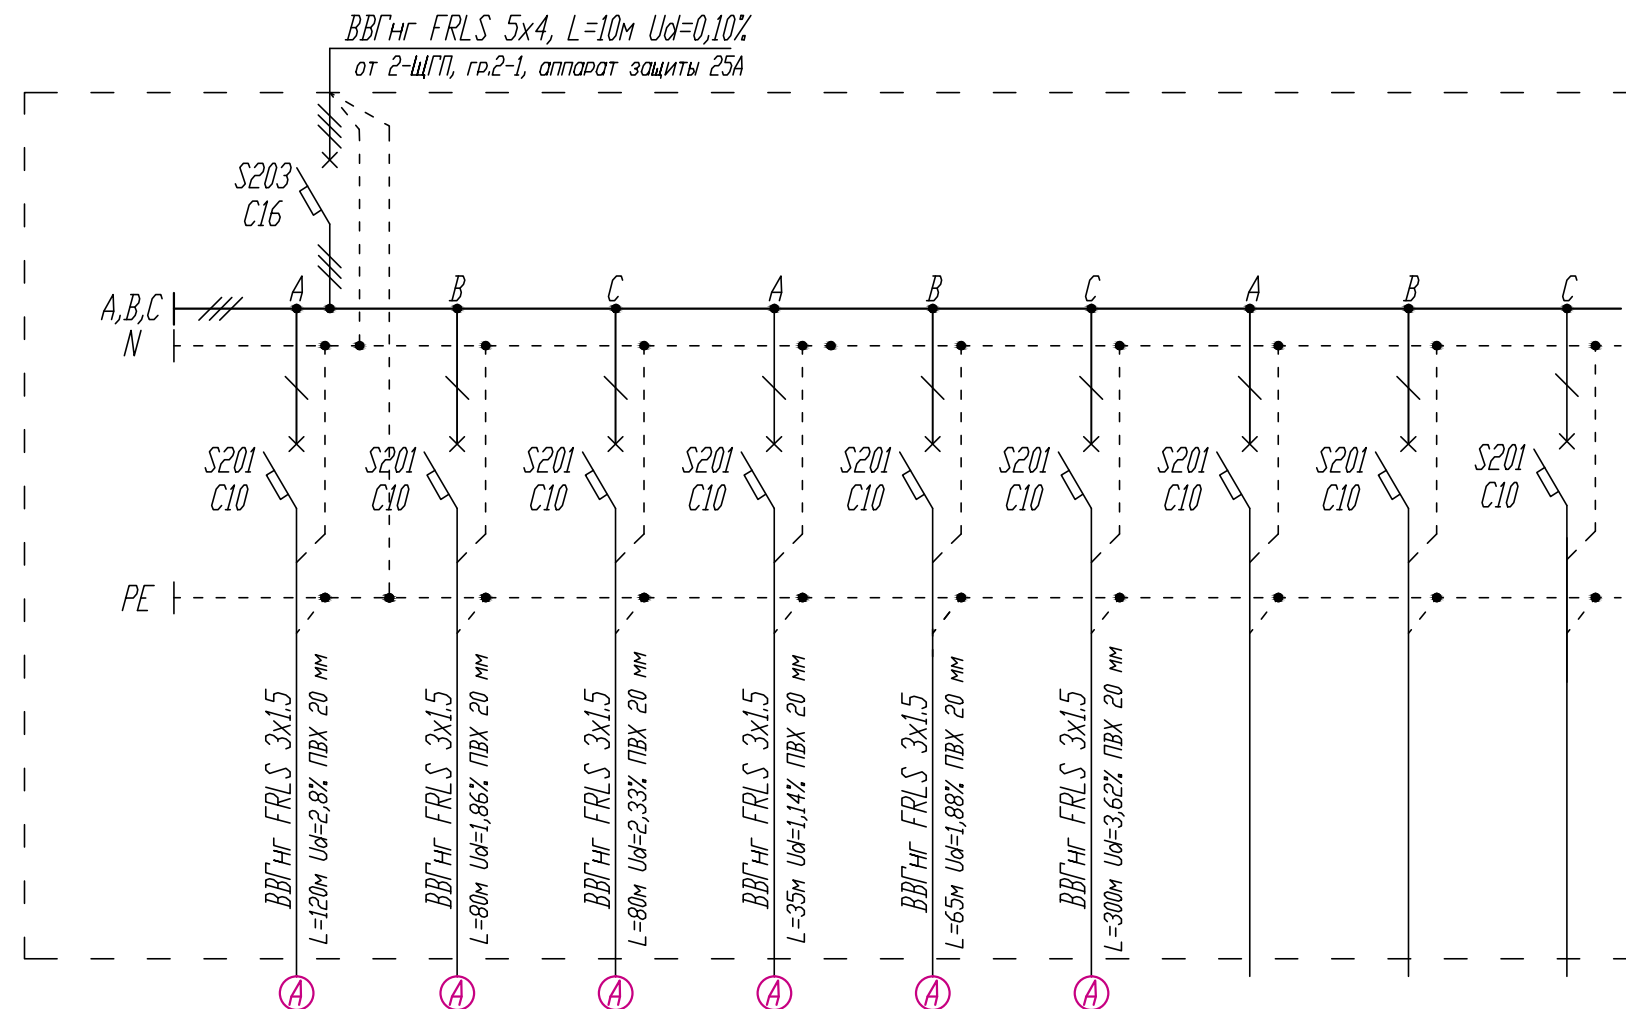 ВВГнг FRLS 5х4, L=10м Ud=0,10%
от 2-ЩГП, гр.2-1, аппарат защиты 25А
S203
C16
A B C A B C A B C
A,B,C
N
S201 S201 S201 S201 S201 S201 S201 S201 S201
C10 C10 C10 C10 C10 C10 C10 C10 C10
PE
ВВГнг FRLS 3х1.5
L=120м Ud=2,8% ПВХ 20 мм
ВВГнг FRLS 3х1.5
L=80м Ud=1,86% ПВХ 20 мм
ВВГнг FRLS 3х1.5
L=80м Ud=2,33% ПВХ 20 мм
ВВГнг FRLS 3х1.5
L=35м Ud=1,14% ПВХ 20 мм
ВВГнг FRLS 3х1.5
L=65м Ud=1,88% ПВХ 20 мм
ВВГнг FRLS 3х1.5
L=300м Ud=3,62% ПВХ 20 мм
А А А А А А